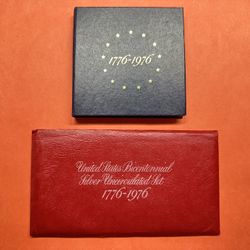 1776-1976
United States Bicentennial
Silver Uncirculated Set
1776-1976